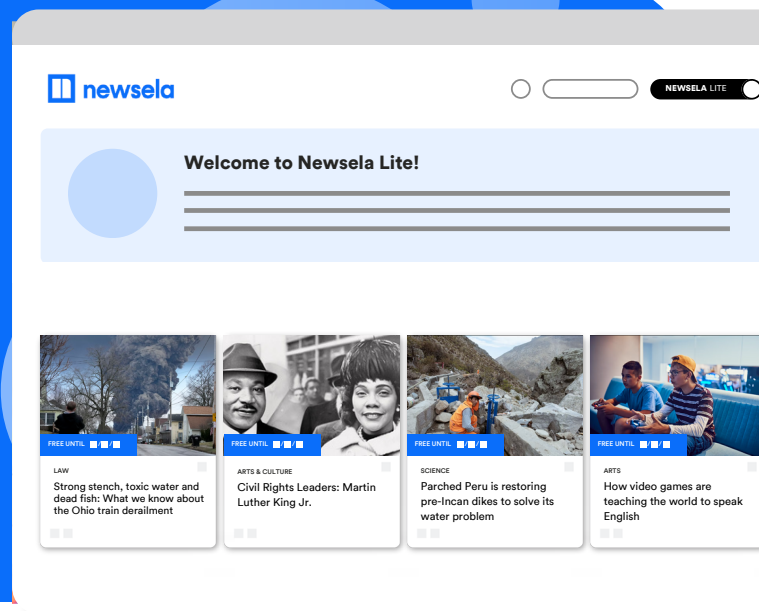 newsela
NEWSELA LITE
Welcome to Newsela Lite!
FREE UNTIL / /
FREE UNTIL / /
FREE UNTIL / /
FREE UNTIL / /
LAW
Strong stench, toxic water and
dead fish: What we know about
the Ohio train derailment
ARTS & CULTURE
Civil Rights Leaders: Martin
Luther King Jr.
SCIENCE
Parched Peru is restoring
pre-Incan dikes to solve its
water problem
ARTS
How video games are
teaching the world to speak
English